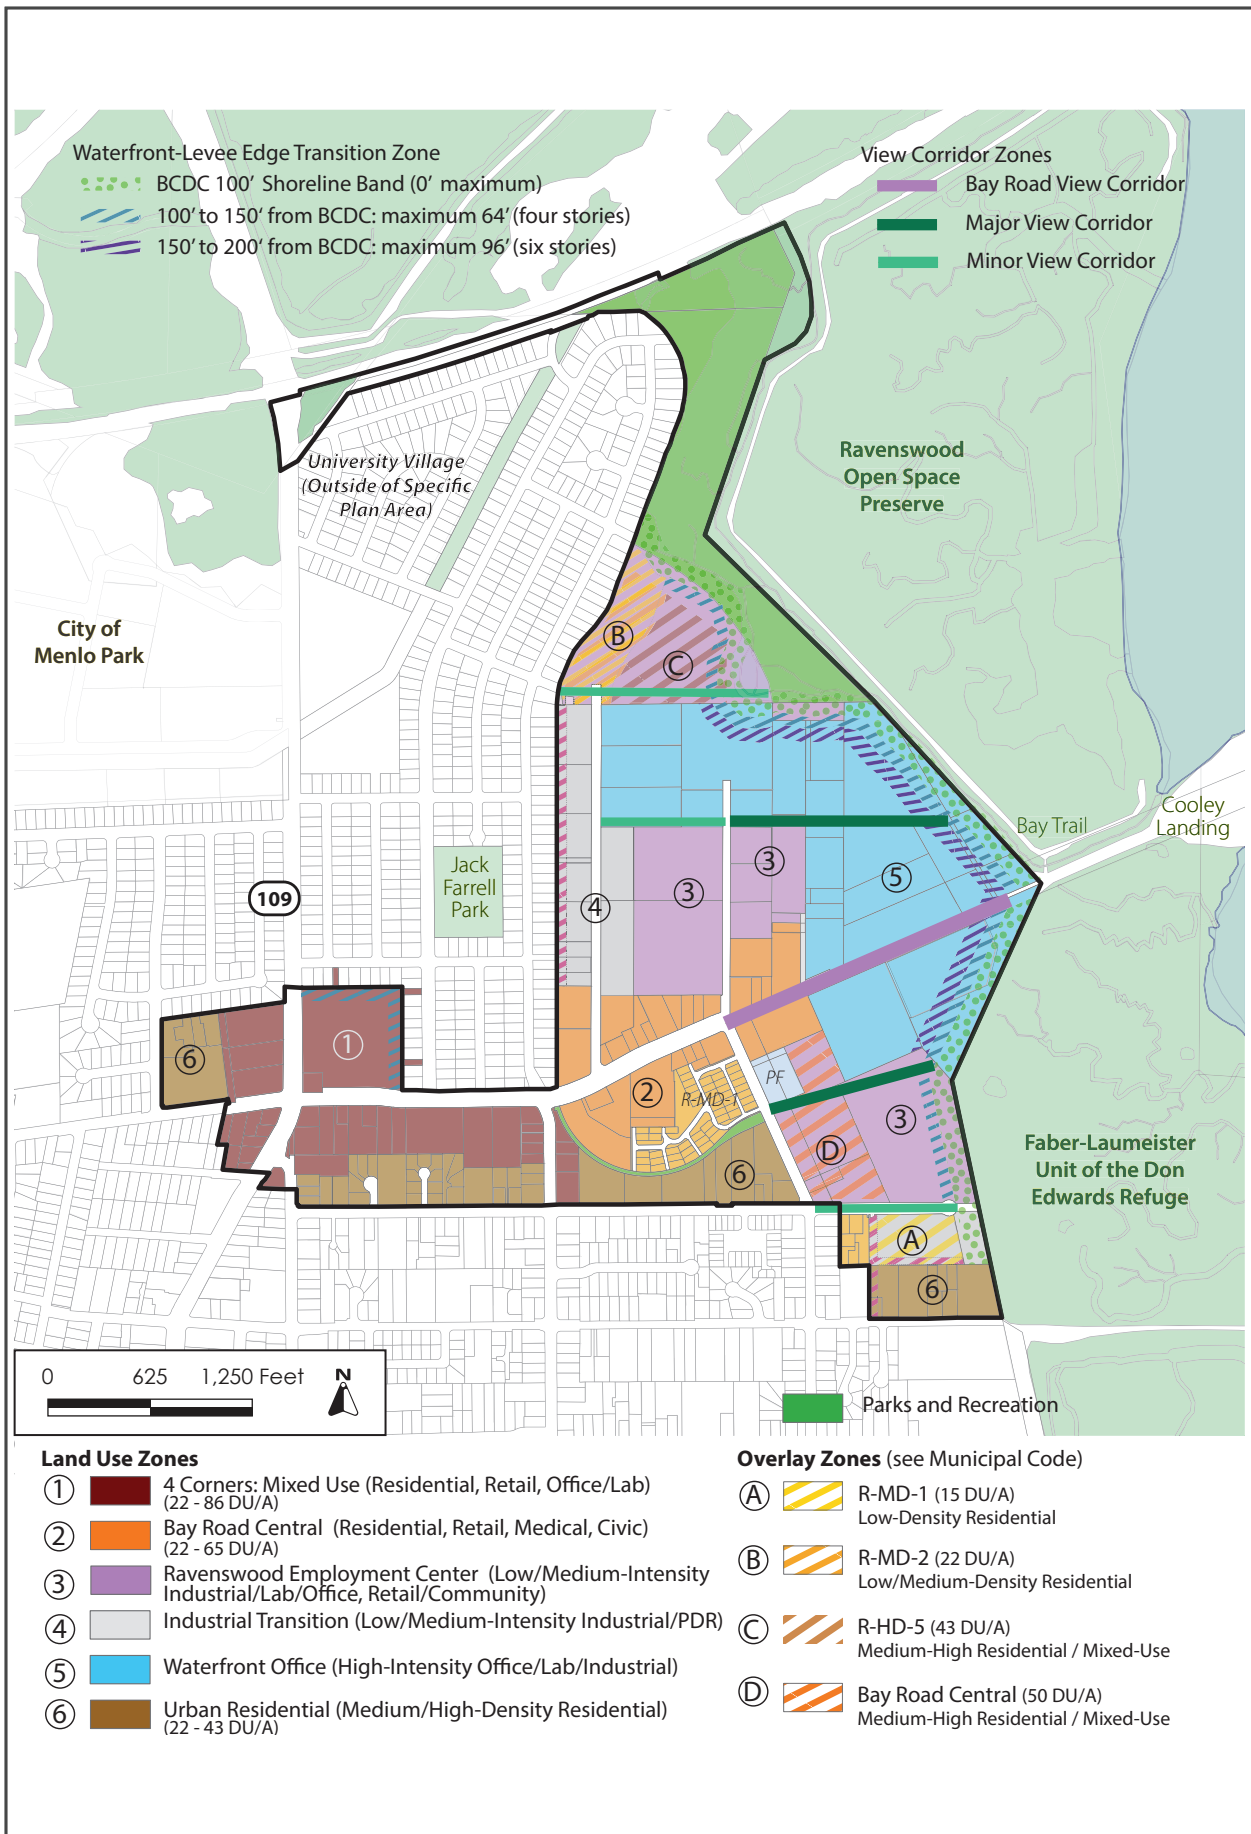 Waterfront-Levee Edge Transition Zone
BCDC 100' Shoreline Band (0' maximum)
100' to 150' from BCDC: maximum 64' (four stories)
150' to 200' from BCDC: maximum 96' (six stories)
View Corridor Zones
Bay Road View Corridor
Major View Corridor
Minor View Corridor
University Village
(Outside of Specific
Plan Area)
Ravenswood
Open Space
Preserve
City of
Menlo Park
B
C
Cooley
Landing
Bay Trail
Jack
Farrell
Park
109
3
3
5
4
1
6
2
R-MD-1
PF
3
D
6
Faber-Laumeister
Unit of the Don
Edwards Refuge
A
6
0 625 1,250 Feet
N
Parks and Recreation
Land Use Zones
1 4 Corners: Mixed Use (Residential, Retail, Office/Lab)
(22 - 86 DU/A)
2 Bay Road Central (Residential, Retail, Medical, Civic)
(22 - 65 DU/A)
3 Ravenswood Employment Center (Low/Medium-Intensity
Industrial/Lab/Office, Retail/Community)
4 Industrial Transition (Low/Medium-Intensity Industrial/PDR)
5 Waterfront Office (High-Intensity Office/Lab/Industrial)
6 Urban Residential (Medium/High-Density Residential)
(22 - 43 DU/A)
Overlay Zones (see Municipal Code)
A R-MD-1 (15 DU/A)
Low-Density Residential
B R-MD-2 (22 DU/A)
Low/Medium-Density Residential
C R-HD-5 (43 DU/A)
Medium-High Residential / Mixed-Use
D Bay Road Central (50 DU/A)
Medium-High Residential / Mixed-Use